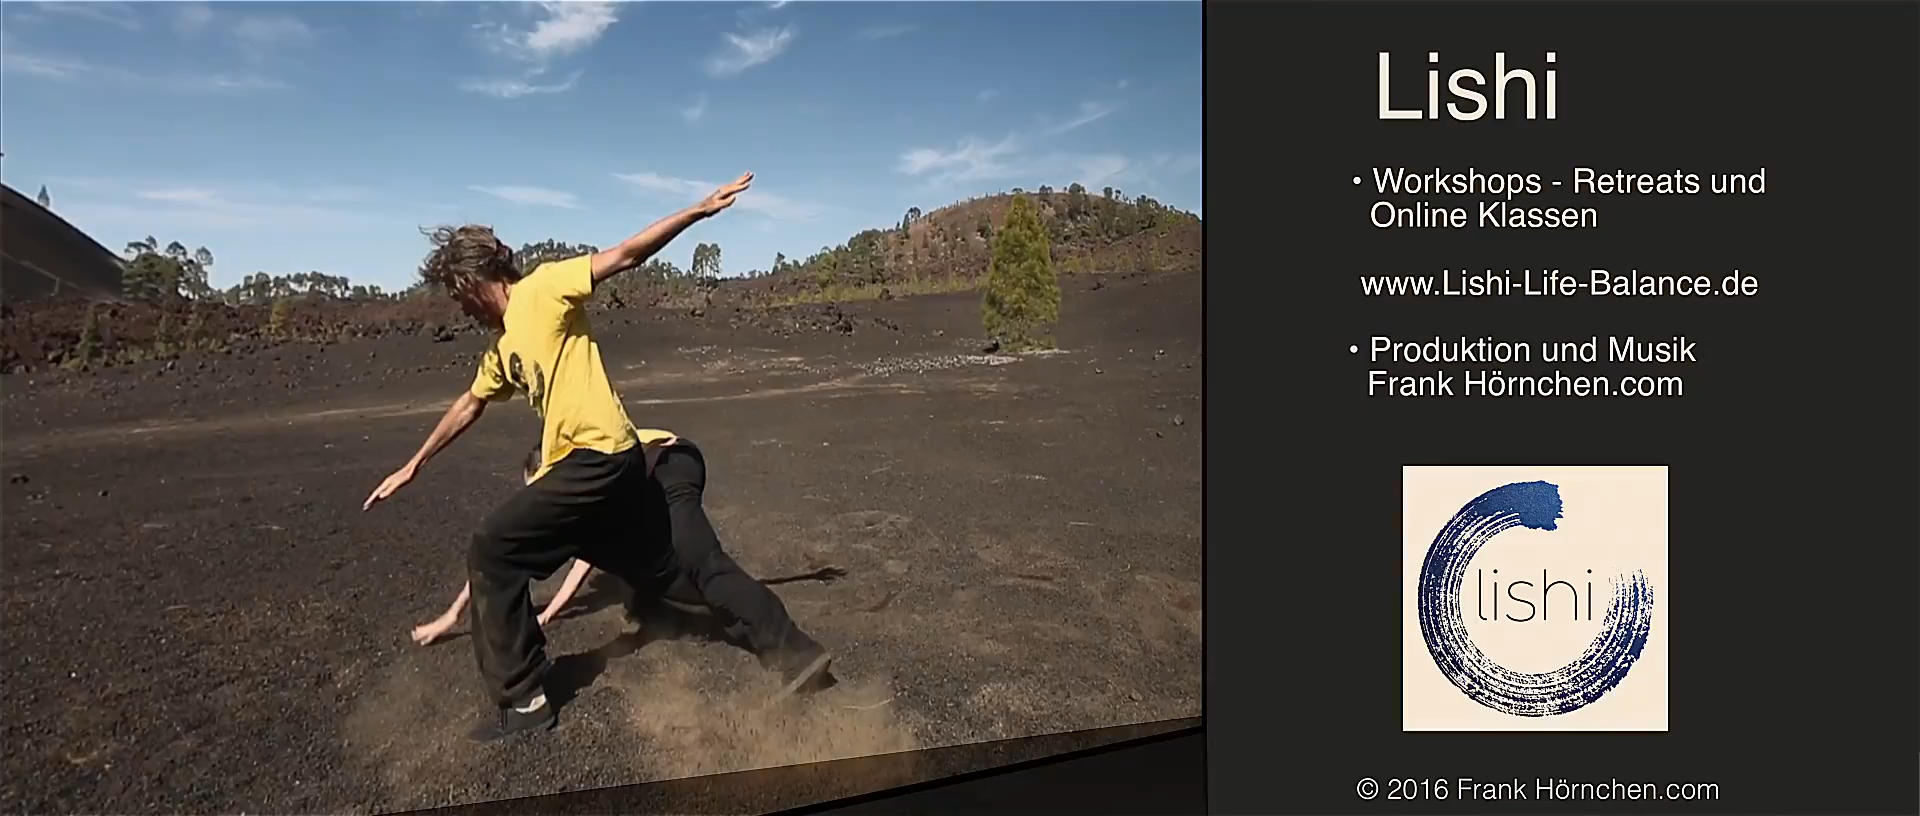 Lishi
• Workshops - Retreats und
Online Klassen
www.Lishi-Life-Balance.de
• Produktion und Musik
Frank Hörnchen.com
lishi
© 2016 Frank Hörnchen.com